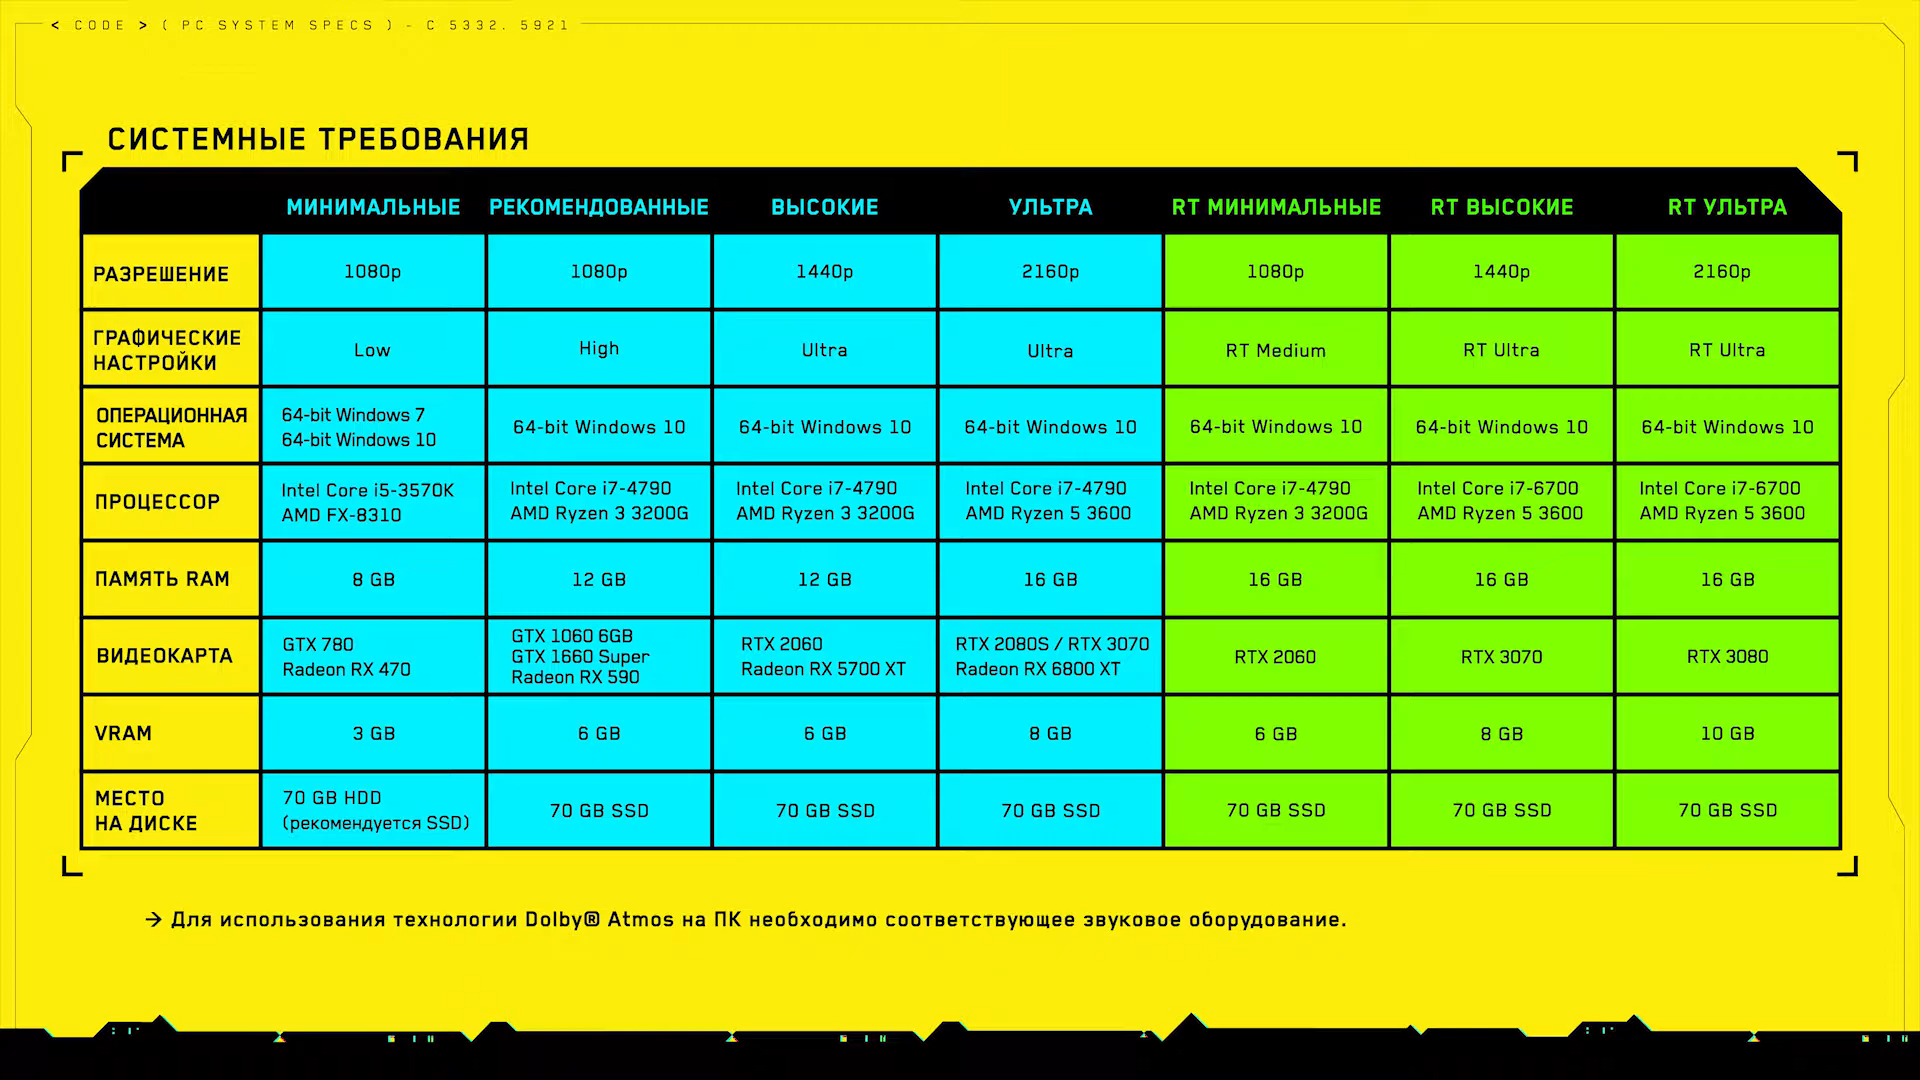 < CODE > ( PC SYSTEM SPECS ) - C 5332. 5921
СИСТЕМНЫЕ ТРЕБОВАНИЯ
МИНИМАЛЬНЫЕ РЕКОМЕНДОВАННЫЕ ВЫСОКИЕ УЛЬТРА RT МИНИМАЛЬНЫЕ RT ВЫСОКИЕ RT УЛЬТРА
РАЗРЕШЕНИЕ 1080p 1080p 1440p 2160p 1080p 1440p 2160p
ГРАФИЧЕСКИЕ
НАСТРОЙКИ
Low High Ultra Ultra RT Medium RT Ultra RT Ultra
ОПЕРАЦИОННАЯ
СИСТЕМА
64-bit Windows 7
64-bit Windows 10
64-bit Windows 10 64-bit Windows 10 64-bit Windows 10 64-bit Windows 10 64-bit Windows 10 64-bit Windows 10
ПРОЦЕССОР
Intel Core i5-3570K
AMD FX-8310
Intel Core i7-4790
AMD Ryzen 3 3200G
Intel Core i7-4790
AMD Ryzen 3 3200G
Intel Core i7-4790
AMD Ryzen 5 3600
Intel Core i7-4790
AMD Ryzen 3 3200G
Intel Core i7-6700
AMD Ryzen 5 3600
Intel Core i7-6700
AMD Ryzen 5 3600
ПАМЯТЬ RAM 8 GB 12 GB 12 GB 16 GB 16 GB 16 GB 16 GB
ВИДЕОКАРТА
GTX 780
Radeon RX 470
GTX 1060 6GB
GTX 1660 Super
Radeon RX 590
RTX 2060
Radeon RX 5700 XT
RTX 2080S / RTX 3070
Radeon RX 6800 XT
RTX 2060 RTX 3070 RTX 3080
VRAM 3 GB 6 GB 6 GB 8 GB 6 GB 8 GB 10 GB
МЕСТО
НА ДИСКЕ
70 GB HDD
(рекомендуется SSD)
70 GB SSD 70 GB SSD 70 GB SSD 70 GB SSD 70 GB SSD 70 GB SSD
→ Для использования технологии Dolby® Atmos на ПК необходимо соответствующее звуковое оборудование.